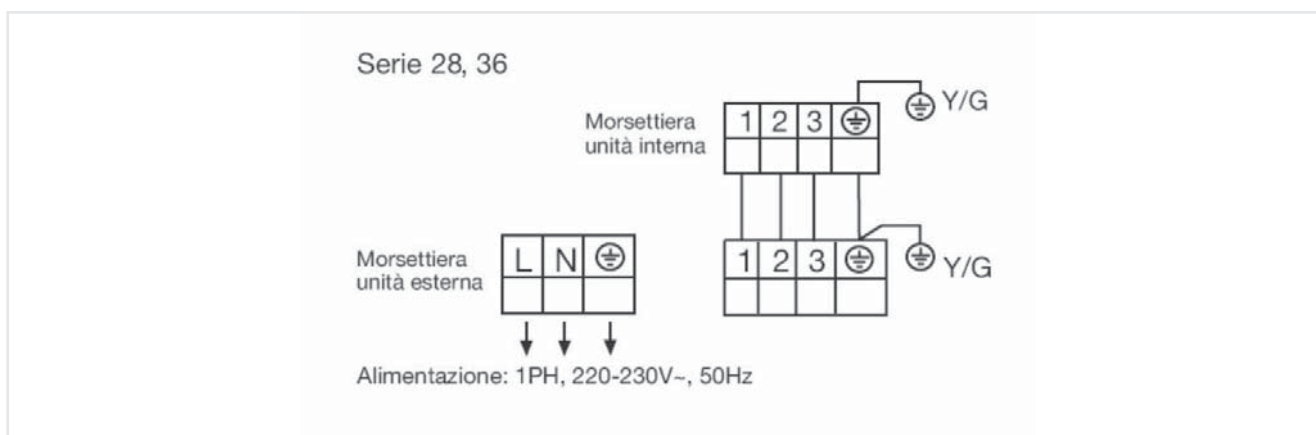 Serie 28, 36
Morsettiera
unità interna
1 2 3 ⏚ Y/G
Morsettiera
unità esterna
L N ⏚
1 2 3 ⏚ Y/G
Alimentazione: 1PH, 220-230V~, 50Hz